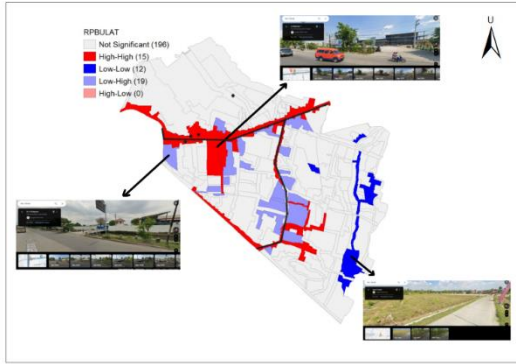 RPBULAT
Not Significant (196)
High-High (15)
Low-Low (12)
Low-High (19)
High-Low (0)
U